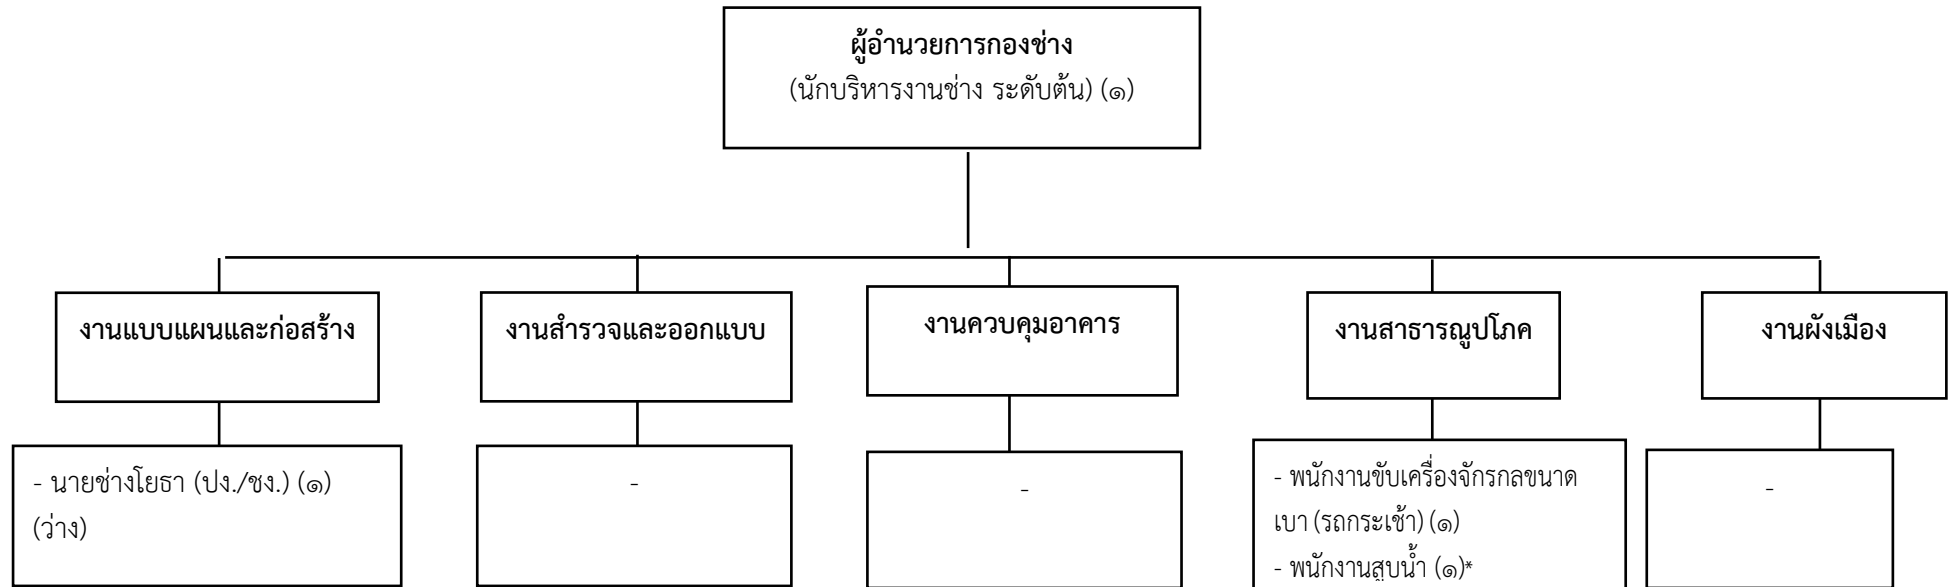 ผู้อำนวยการกองช่าง
(นักบริหารงานช่าง ระดับต้น) (๑)
งานแบบแผนและก่อสร้าง
งานสำรวจและออกแบบ
งานควบคุมอาคาร
งานสาธารณูปโภค
งานผังเมือง
- นายช่างโยธา (ปง./ชง.) (๑)
(ว่าง)
-
-
- พนักงานขับเครื่องจักรกลขนาด
เบา (รถกระเช้า) (๑)
- พนักงานสูบน้ำ (๑)*
-